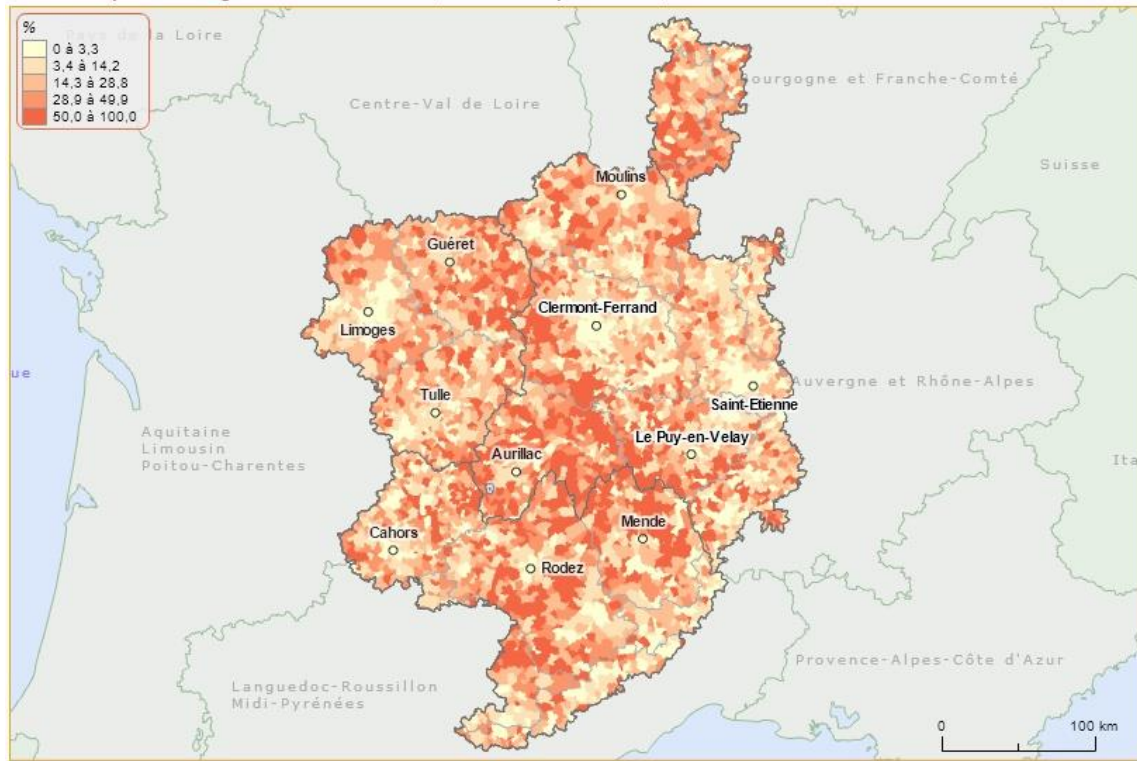 %
0 à 3,3
3,4 à 14,2
14,3 à 28,8
28,9 à 49,9
50,0 à 100,0
Pays de la Loire
Centre-Val de Loire
Bourgogne et Franche-Comté
Suisse
Moulins
Guéret
Clermont-Ferrand
Limoges
Auvergne et Rhône-Alpes
Saint-Etienne
Tulle
Aquitaine
Limousin
Poitou-Charentes
Le Puy-en-Velay
Aurillac
Ita
ue
Mende
Cahors
Rodez
Provence-Alpes-Côte d'Azur
Languedoc-Roussillon
Midi-Pyrénées
0
100 km